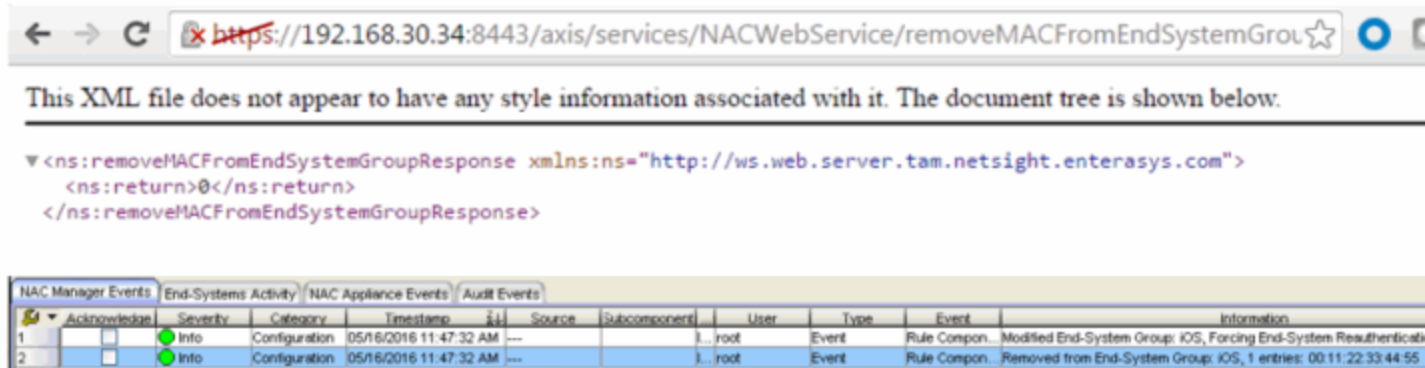 https://192.168.30.34:8443/axis/services/NACWebService/removeMACFromEndSystemGrou
This XML file does not appear to have any style information associated with it. The document tree is shown below.
▼<ns:removeMACFromEndSystemGroupResponse xmlns:ns="http://ws.web.server.tam.netsight.enterasys.com">
<ns:return>0</ns:return>
</ns:removeMACFromEndSystemGroupResponse>
NAC Manager Events End-Systems Activity NAC Appliance Events Audit Events
Acknowledge Severity Category Timestamp Source Subcomponent User Type Event Information
1 Info Configuration 05/16/2016 11:47:32 AM --- I... root Event Rule Compon... Modified End-System Group: iOS, Forcing End-System Reauthenticati
2 Info Configuration 05/16/2016 11:47:32 AM --- I... root Event Rule Compon... Removed from End-System Group: iOS, 1 entries: 00:11:22:33:44:55